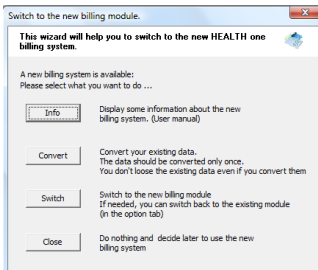 Switch to the new billing module.
This wizard will help you to switch to the new HEALTH one
billing system.
A new billing system is available:
Please select what you want to do ...
Info
Display some information about the new
billing system. (User manual)
Convert
Convert your existing data.
The data should be converted only once.
You don't loose the existing data even if you convert them
Switch
Switch to the new billing module
If needed, you can switch back to the existing module
(in the option tab)
Close
Do nothing and decide later to use the new
billing system